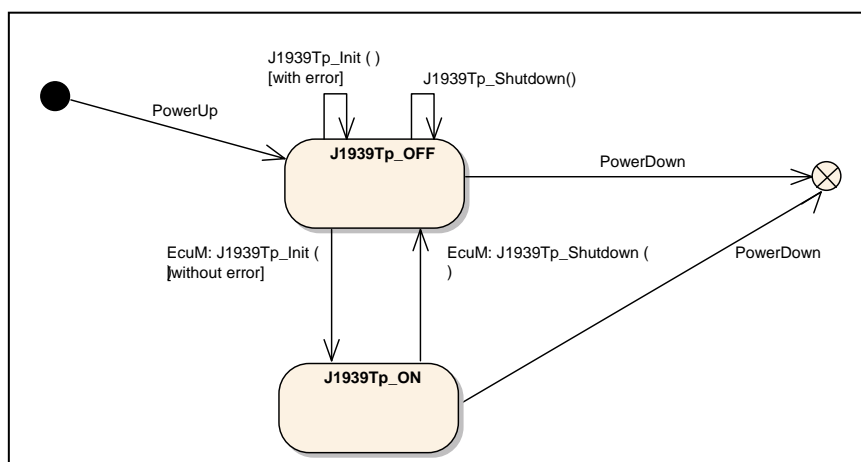 J1939Tp_Init ( )
[with error]
J1939Tp_Shutdown()
PowerUp
J1939Tp_OFF
PowerDown
EcuM: J1939Tp_Init (
)
[without error]
EcuM: J1939Tp_Shutdown (
)
PowerDown
J1939Tp_ON